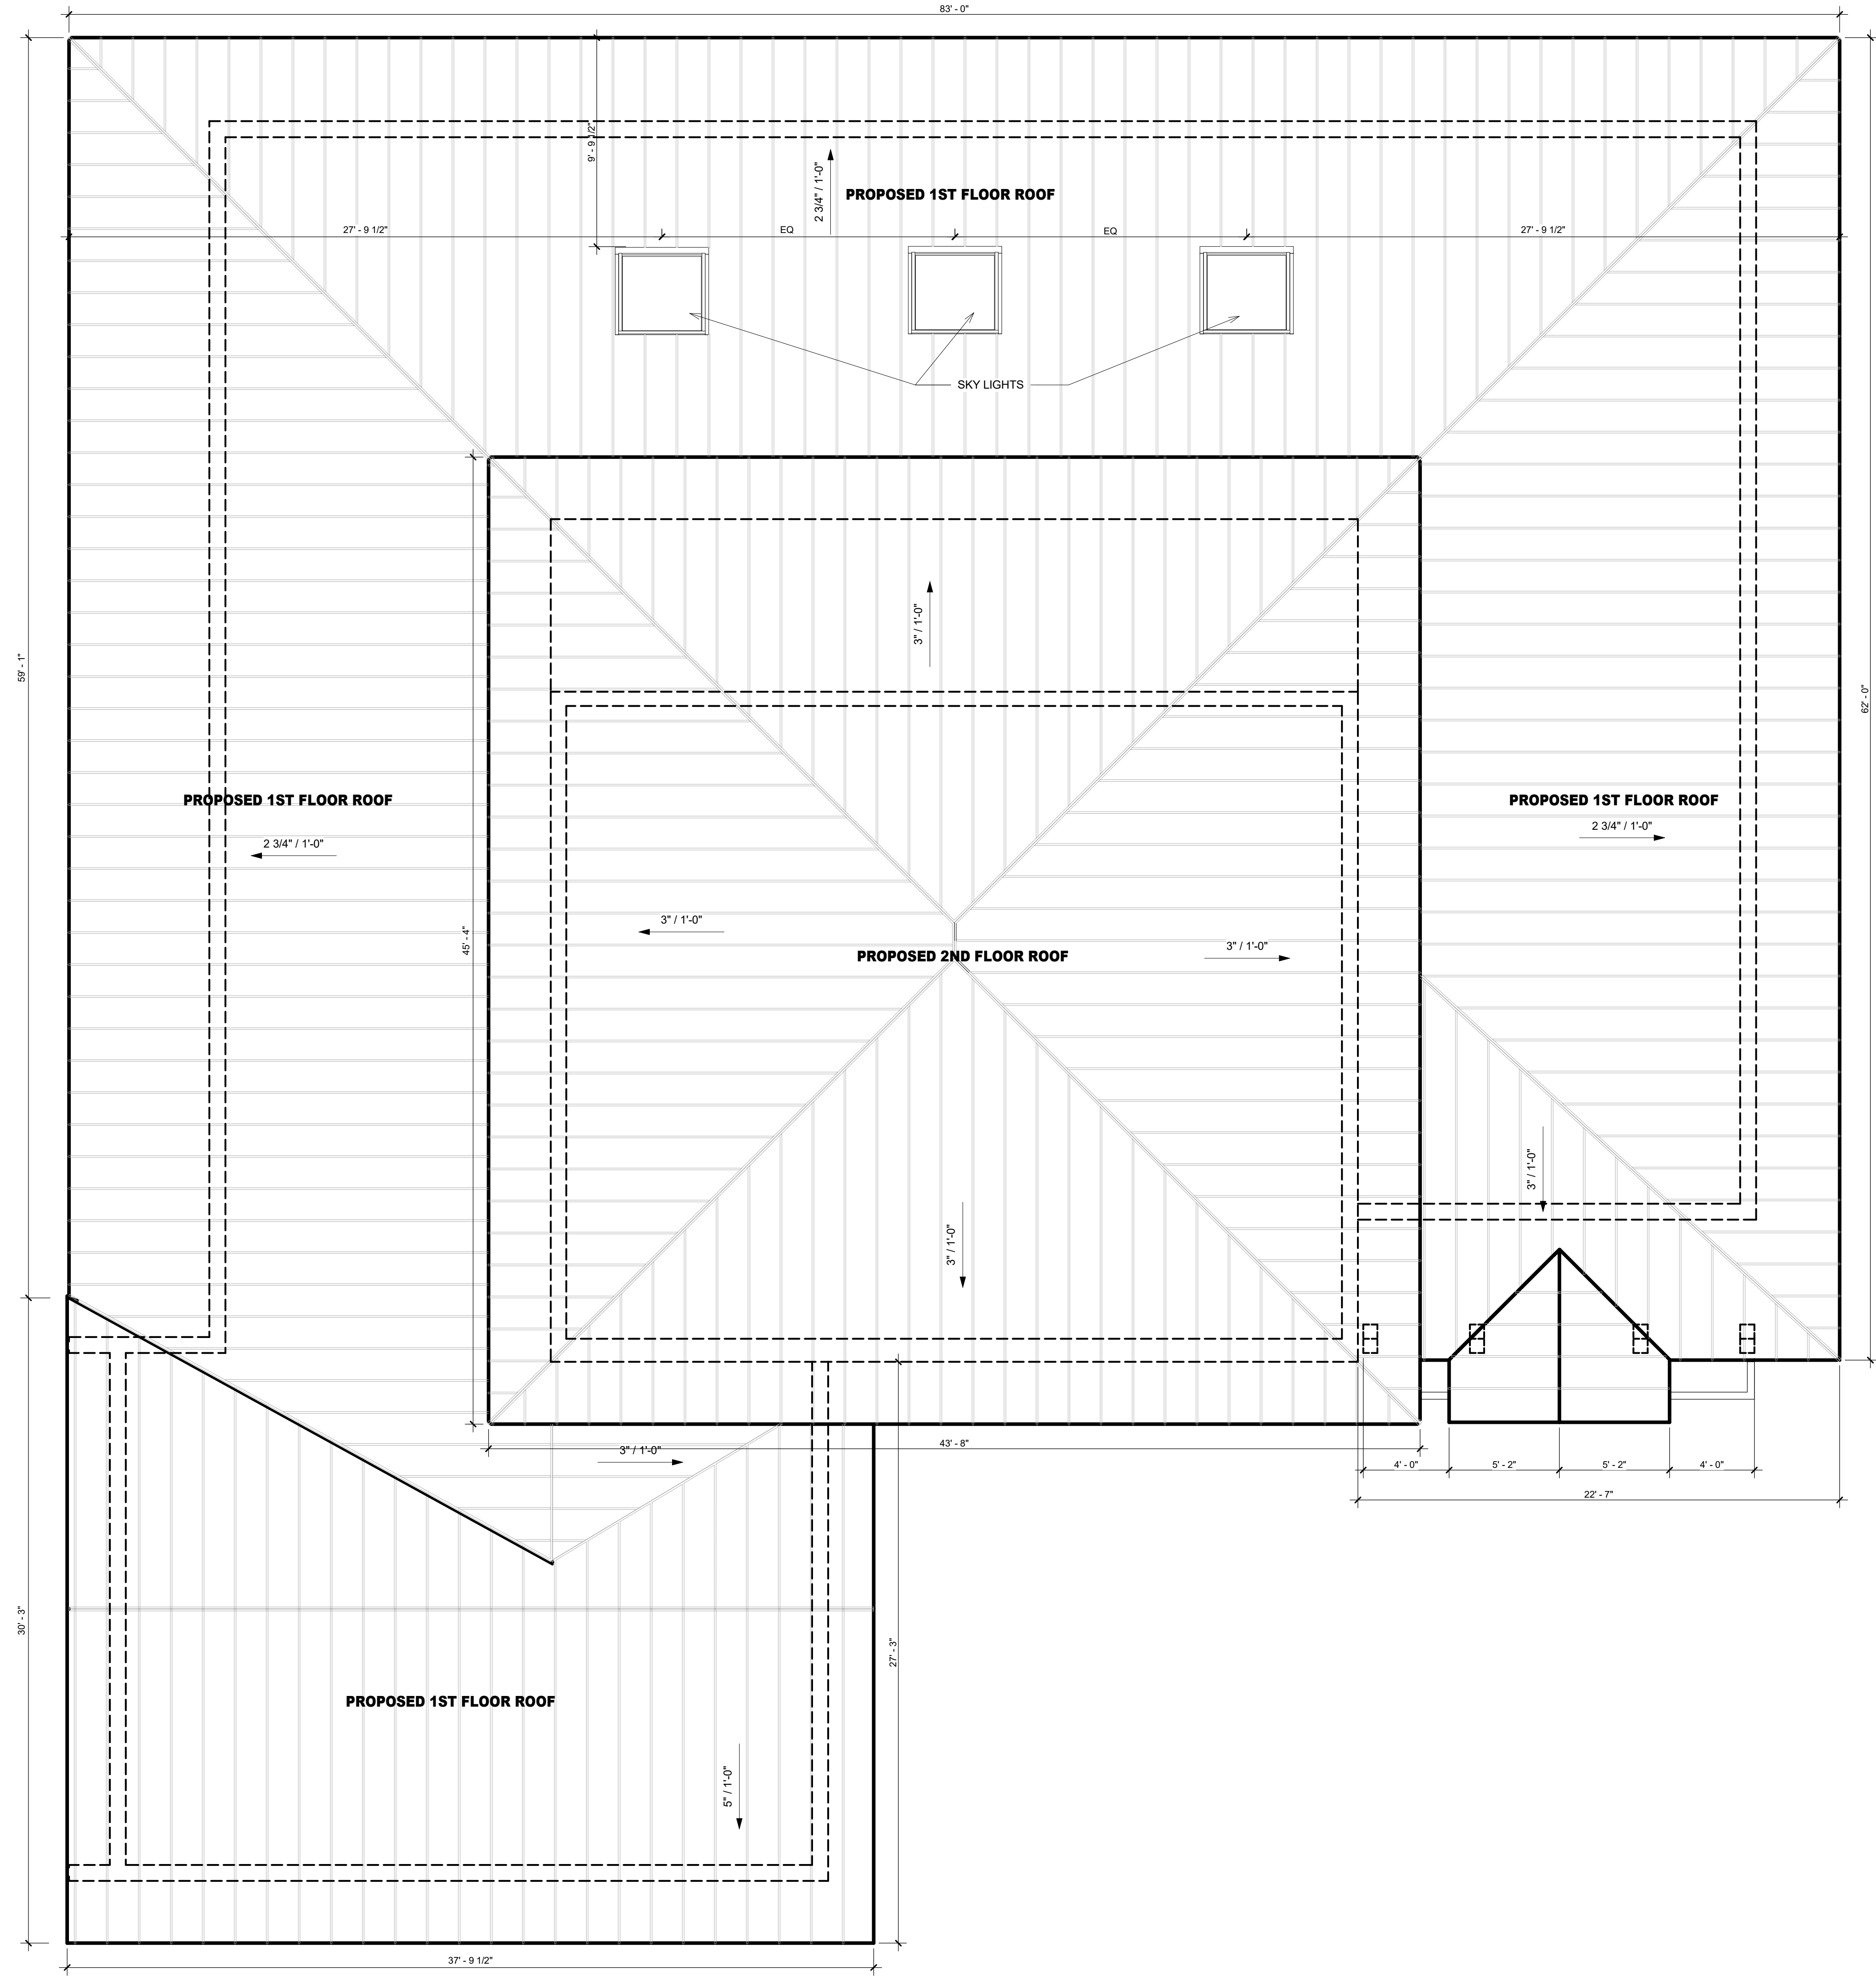 83' - 0"
9' - 9 1/2"
2 3/4" / 1'-0"
PROPOSED 1ST FLOOR ROOF
27' - 9 1/2"
EQ
EQ
27' - 9 1/2"
SKY LIGHTS
3" / 1'-0"
59' - 1"
62' - 0"
PROPOSED 1ST FLOOR ROOF
2 3/4" / 1'-0"
PROPOSED 1ST FLOOR ROOF
2 3/4" / 1'-0"
45' - 4"
3" / 1'-0"
PROPOSED 2ND FLOOR ROOF
3" / 1'-0"
3" / 1'-0"
3" / 1'-0"
43' - 8"
3" / 1'-0"
4' - 0"
5' - 2"
5' - 2"
4' - 0"
22' - 7"
30' - 3"
27' - 3"
PROPOSED 1ST FLOOR ROOF
5" / 1'-0"
37' - 9 1/2"